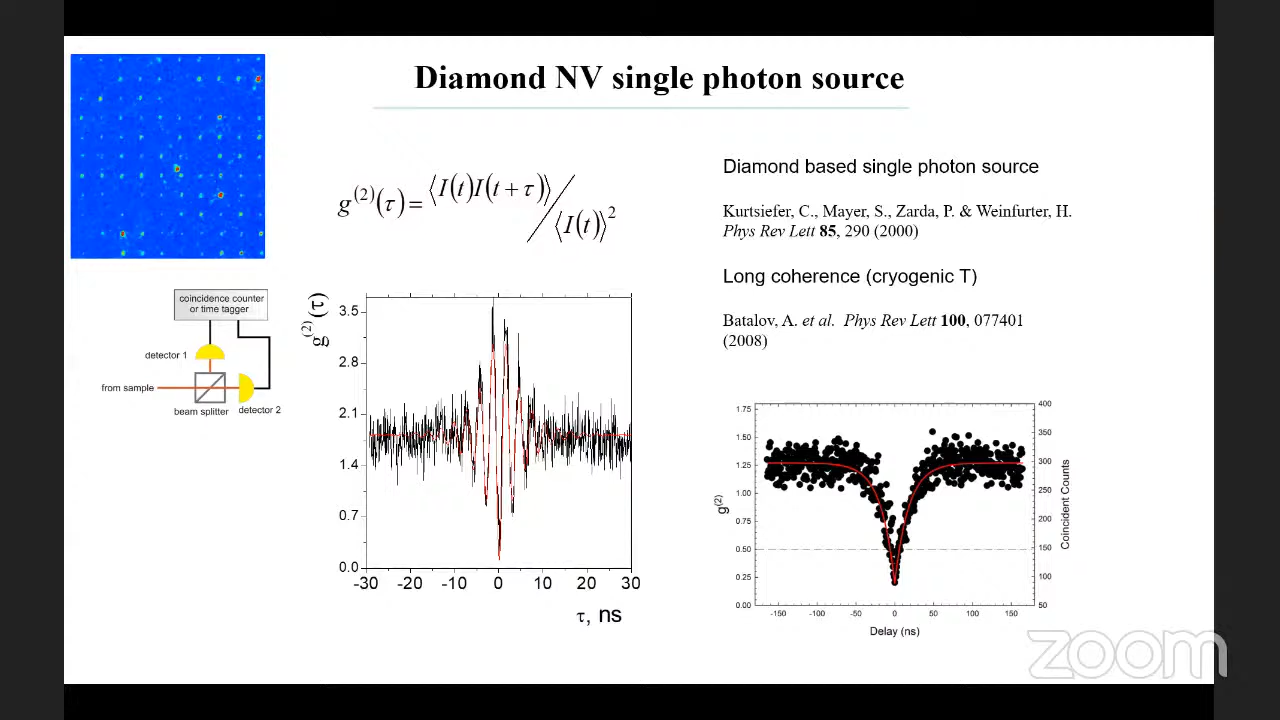 Diamond NV single photon source
g⁽²⁾(τ) = ⟨I(t)I(t + τ)⟩ / ⟨I(t)⟩²
Diamond based single photon source
Kurtsiefer, C., Mayer, S., Zarda, P. & Weinfurter, H.
Phys Rev Lett 85, 290 (2000)
Long coherence (cryogenic T)
Batalov, A. et al. Phys Rev Lett 100, 077401
(2008)
coincidence counter
or time tagger
detector 1
from sample
beam splitter
detector 2
g⁽²⁾(τ)
3.5
2.8
2.1
1.4
0.7
0.0
-30 -20 -10 0 10 20 30
τ, ns
g⁽²⁾
1.75
1.50
1.25
1.00
0.75
0.50
0.25
0.00
400
350
300
250
200
150
100
50
Coincident Counts
-150 -100 -50 0 50 100 150
Delay (ns)
zoom